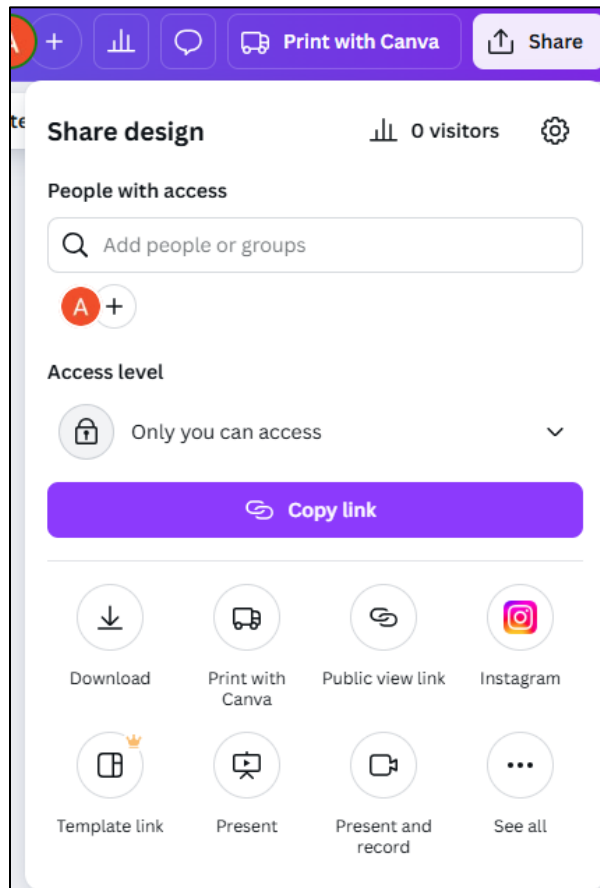 A
Print with Canva
Share
te
Share design
0 visitors
People with access
Add people or groups
A
Access level
Only you can access
Copy link
Download
Print with
Canva
Public view link
Instagram
Template link
Present
Present and
record
See all